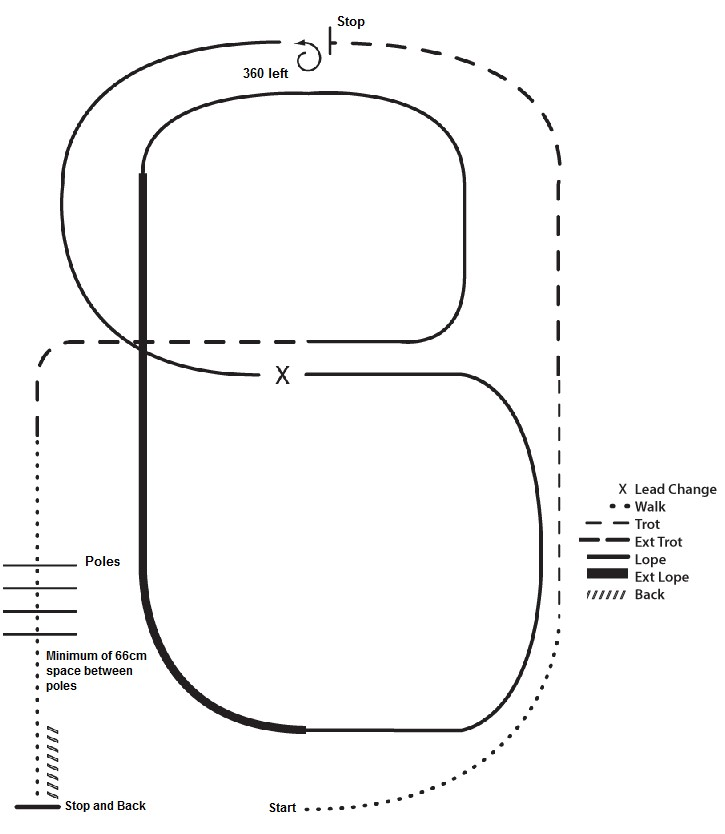 Stop
360 left
X
X Lead Change
Walk
Trot
Ext Trot
Lope
Ext Lope
Back
Poles
Minimum of 66cm
space between
poles
Stop and Back
Start